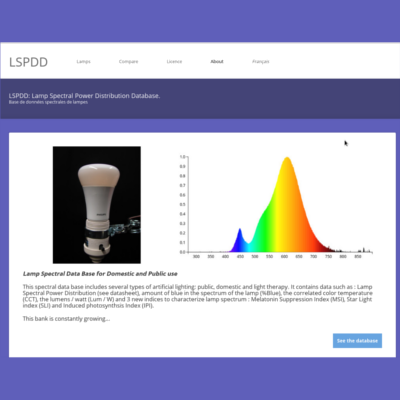 LSPDD
Lamps Compare Licence About Français
LSPDD: Lamp Spectral Power Distribution Database.
Base de données spectrales de lampes
1.0
0.9
0.8
0.7
0.6
0.5
0.4
0.3
0.2
0.1
0.0
300 350 400 450 500 550 600 650 700 750 800 850
Lamp Spectral Data Base for Domestic and Public use
This spectral data base includes several types of artificial lighting: public, domestic and light therapy. It contains data such as : Lamp
Spectral Power Distribution (see datasheet), amount of blue in the spectrum of the lamp (%Blue), the correlated color temperature
(CCT), the lumens / watt (Lum / W) and 3 new indices to characterize lamp spectrum : Melatonin Suppression Index (MSI), Star Light
index (SLI) and Induced photosynthsis Index (IPI).
This bank is constantly growing...
See the database